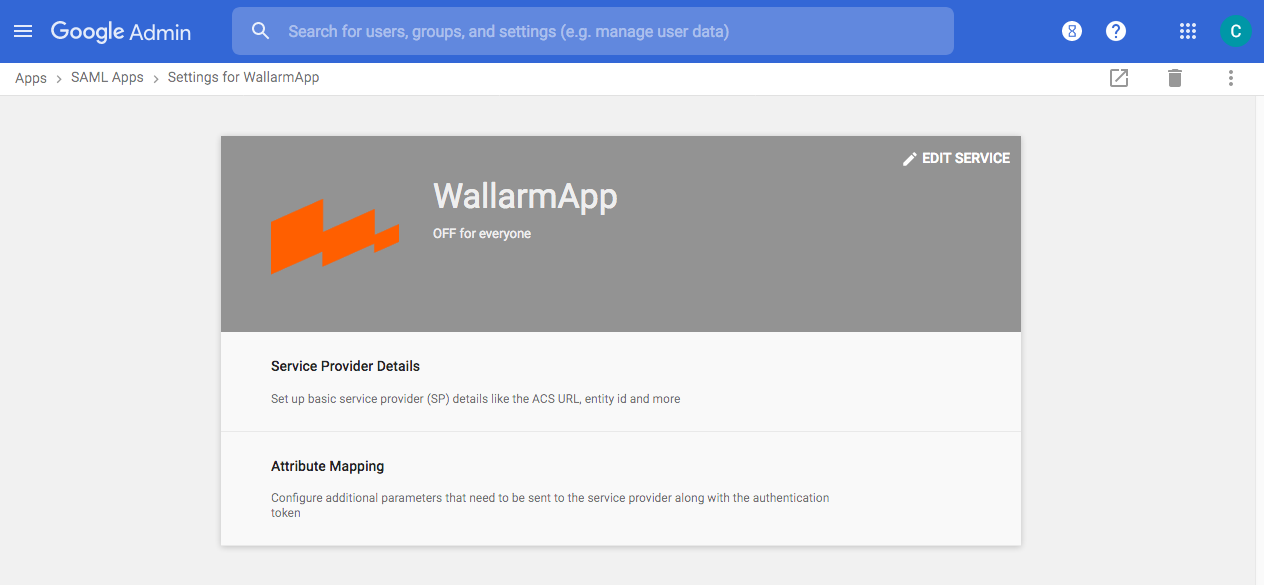 Google Admin
Search for users, groups, and settings (e.g. manage user data)
C
Apps > SAML Apps > Settings for WallarmApp
EDIT SERVICE
WallarmApp
OFF for everyone
Service Provider Details
Set up basic service provider (SP) details like the ACS URL, entity id and more
Attribute Mapping
Configure additional parameters that need to be sent to the service provider along with the authentication
token